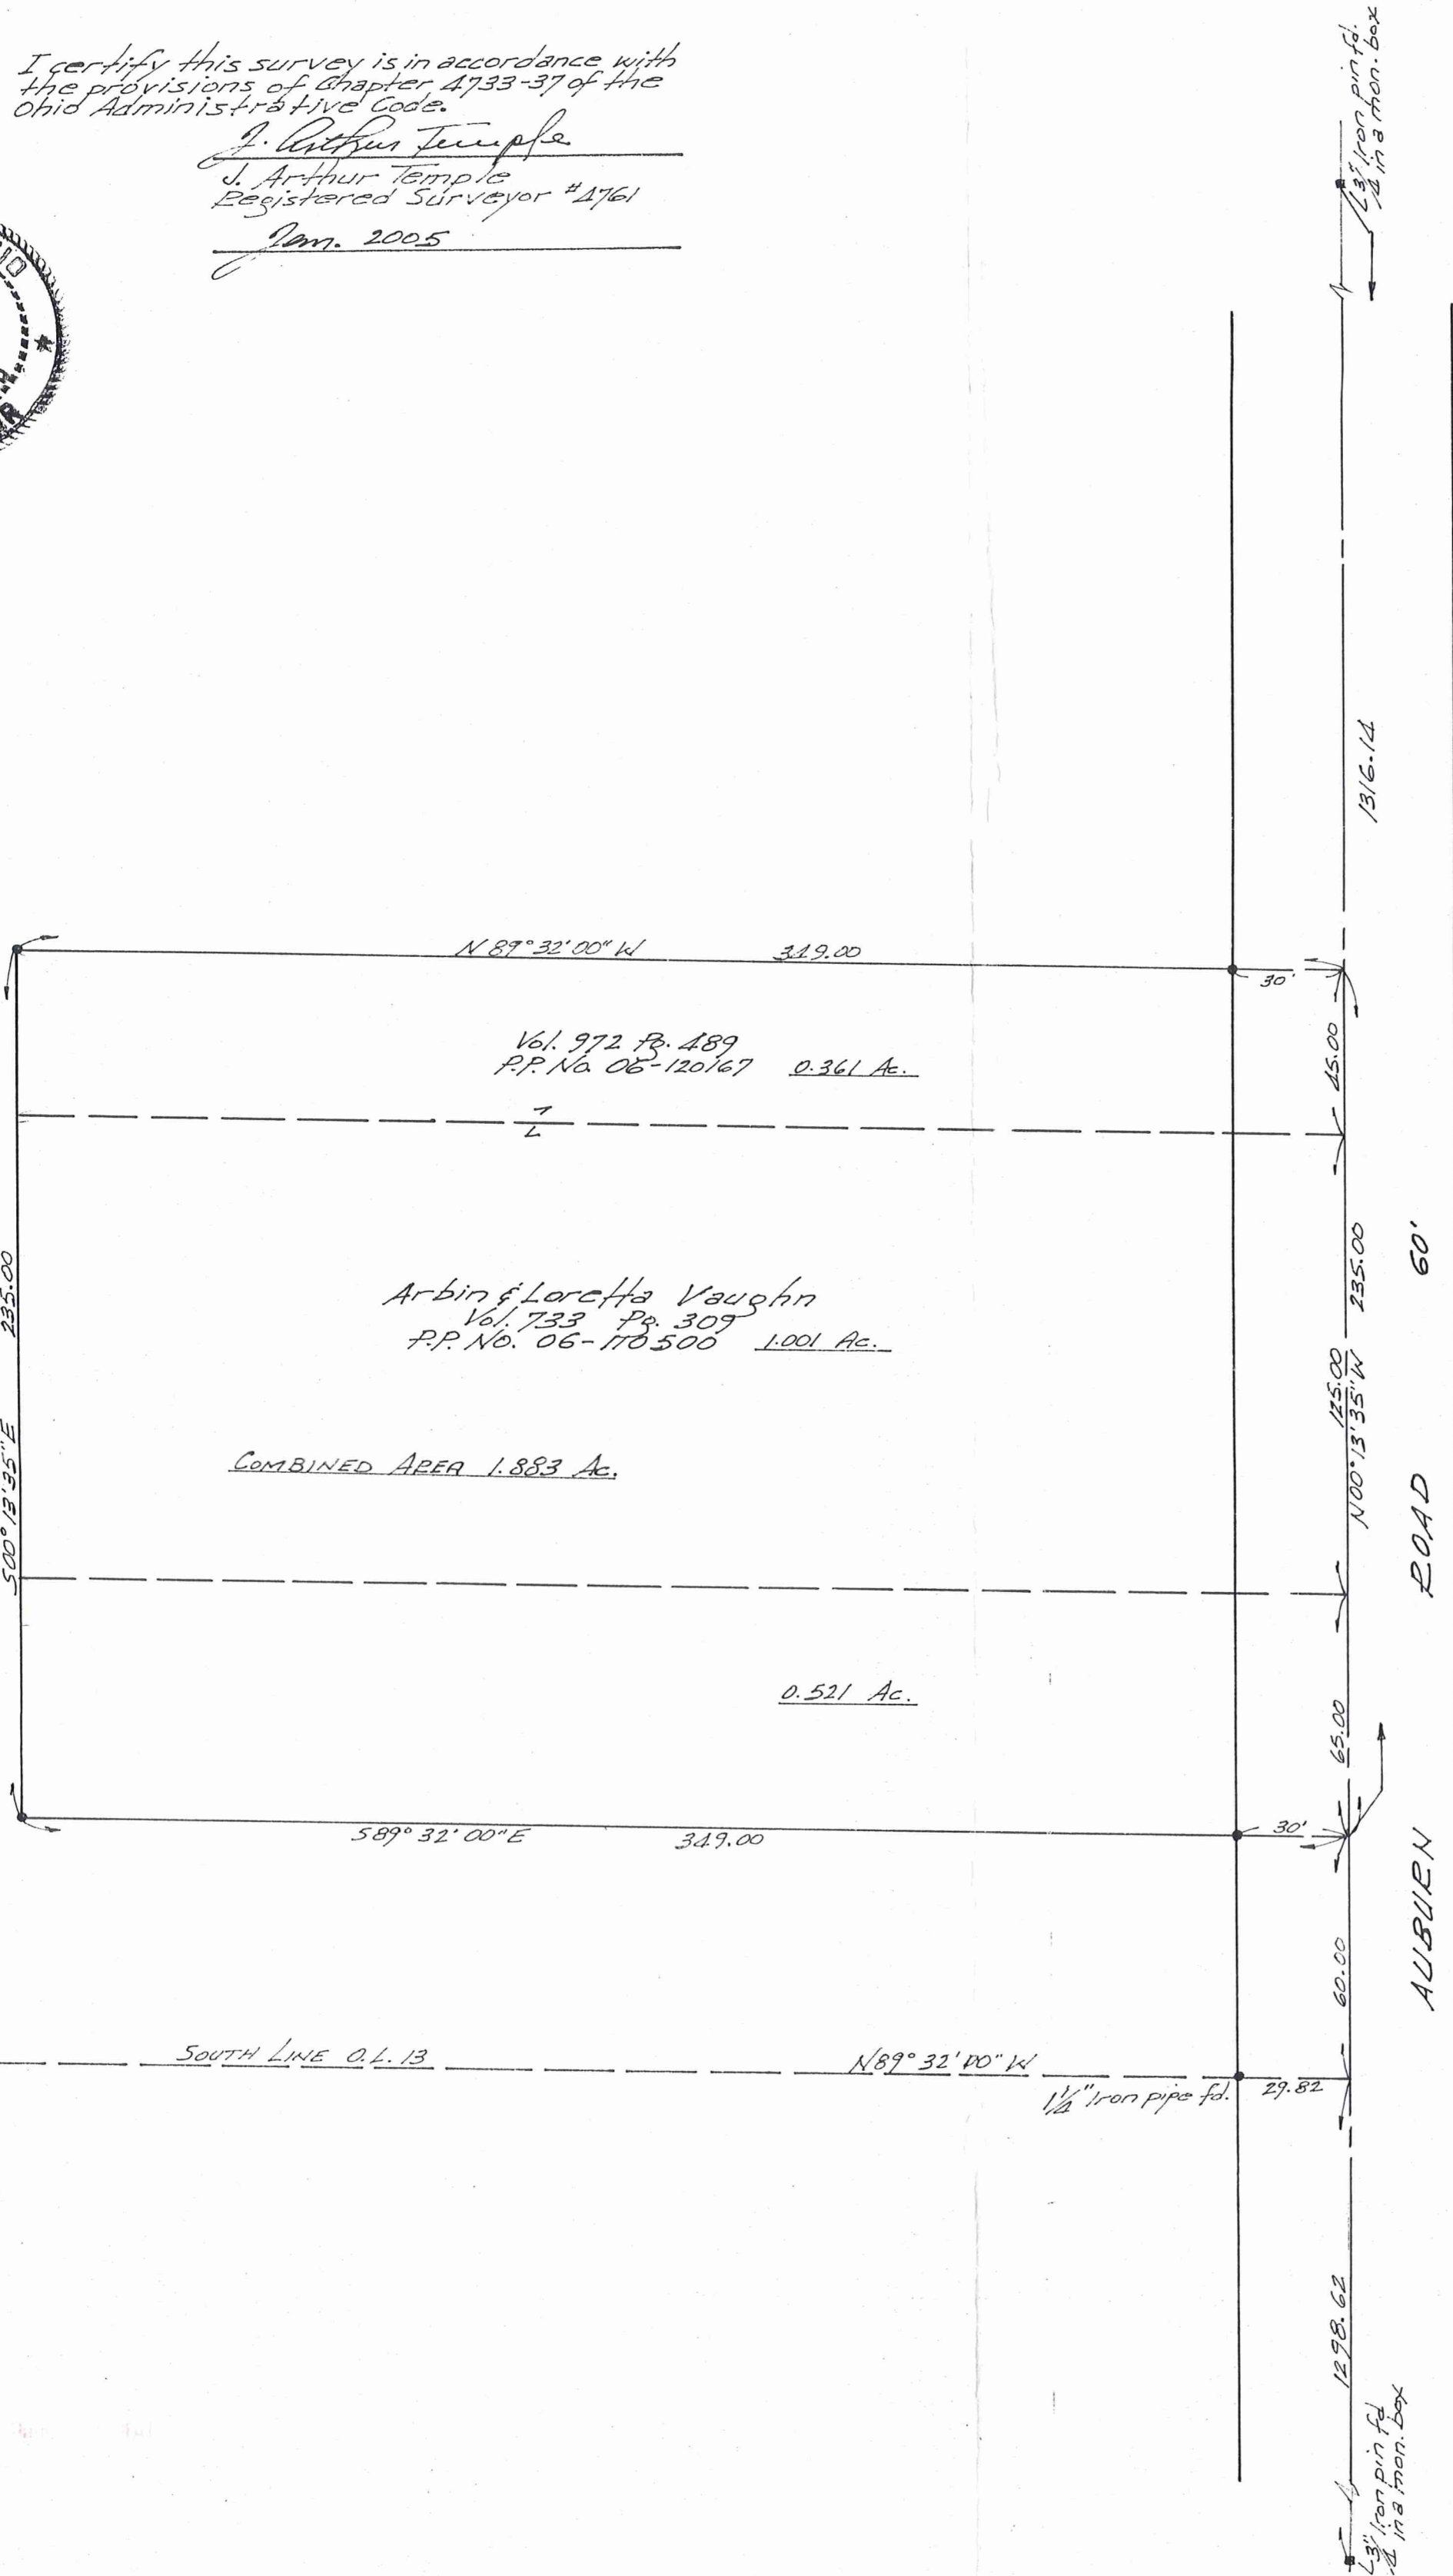 I certify this survey is in accordance with
the provisions of Chapter 4733-37 of the
Ohio Administrative Code.
J. Arthur Temple
J. Arthur Temple
Registered Surveyor #4761
Jan. 2005
3/4" Iron pin fd.
in a mon. box
1316.14
N 89° 32' 00" W 349.00
30'
Vol. 972 Pg. 489
P.P. No. 06-120167 0.361 Ac.
45.00
Arbin & Loretta Vaughn
Vol. 733 Pg. 309
P.P. No. 06-170500 1.001 Ac.
COMBINED AREA 1.883 Ac.
S00° 13' 35" E 235.00
125.00
N00° 13' 35" W 235.00
AUBURN ROAD 60'
0.521 Ac.
65.00
S89° 32' 00" E 349.00
30'
60.00
SOUTH LINE O.L. 13 N89° 32' 00" W
1 1/4" Iron pipe fd. 29.82
1298.62
3/4" Iron pin fd
in a mon. box